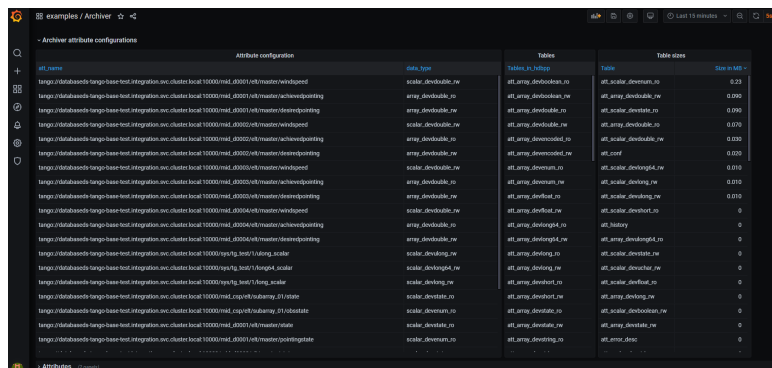 examples / Archiver
Last 15 minutes
Archiver attribute configurations
Attribute configuration Tables Table sizes
att_name data_type Tables_in_hdbpp Table Size in MB
tango://databaseds-tango-base-test.integration.svc.cluster.local:10000/mid_d0001/elt/master/windspeed scalar_devdouble_rw att_array_devboolean_ro att_scalar_devenum_ro 0.23
tango://databaseds-tango-base-test.integration.svc.cluster.local:10000/mid_d0001/elt/master/achievedpointing array_devdouble_ro att_array_devboolean_rw att_array_devdouble_rw 0.090
tango://databaseds-tango-base-test.integration.svc.cluster.local:10000/mid_d0001/elt/master/desiredpointing array_devdouble_rw att_array_devdouble_ro att_scalar_devstate_ro 0.090
tango://databaseds-tango-base-test.integration.svc.cluster.local:10000/mid_d0002/elt/master/windspeed scalar_devdouble_rw att_array_devdouble_rw att_array_devdouble_ro 0.070
tango://databaseds-tango-base-test.integration.svc.cluster.local:10000/mid_d0002/elt/master/achievedpointing array_devdouble_ro att_array_devencoded_ro att_scalar_devdouble_rw 0.030
tango://databaseds-tango-base-test.integration.svc.cluster.local:10000/mid_d0002/elt/master/desiredpointing array_devdouble_rw att_array_devencoded_rw att_conf 0.020
tango://databaseds-tango-base-test.integration.svc.cluster.local:10000/mid_d0003/elt/master/windspeed scalar_devdouble_rw att_array_devenum_ro att_scalar_devlong64_rw 0.010
tango://databaseds-tango-base-test.integration.svc.cluster.local:10000/mid_d0003/elt/master/achievedpointing array_devdouble_ro att_array_devenum_rw att_scalar_devlong_rw 0.010
tango://databaseds-tango-base-test.integration.svc.cluster.local:10000/mid_d0003/elt/master/desiredpointing array_devdouble_rw att_array_devfloat_ro att_scalar_devulong_rw 0.010
tango://databaseds-tango-base-test.integration.svc.cluster.local:10000/mid_d0004/elt/master/windspeed scalar_devdouble_rw att_array_devfloat_rw att_scalar_devshort_ro 0
tango://databaseds-tango-base-test.integration.svc.cluster.local:10000/mid_d0004/elt/master/achievedpointing array_devdouble_ro att_array_devlong64_ro att_history 0
tango://databaseds-tango-base-test.integration.svc.cluster.local:10000/mid_d0004/elt/master/desiredpointing array_devdouble_rw att_array_devlong64_rw att_array_devulong64_ro 0
tango://databaseds-tango-base-test.integration.svc.cluster.local:10000/sys/tg_test/1/ulong_scalar scalar_devulong_rw att_array_devlong_ro att_scalar_devstate_rw 0
tango://databaseds-tango-base-test.integration.svc.cluster.local:10000/sys/tg_test/1/long64_scalar scalar_devlong64_rw att_array_devlong_rw att_scalar_devuchar_rw 0
tango://databaseds-tango-base-test.integration.svc.cluster.local:10000/sys/tg_test/1/long_scalar scalar_devlong_rw att_array_devshort_ro att_scalar_devfloat_ro 0
tango://databaseds-tango-base-test.integration.svc.cluster.local:10000/mid_csp/elt/subarray_01/state scalar_devstate_ro att_array_devshort_rw att_array_devlong_rw 0
tango://databaseds-tango-base-test.integration.svc.cluster.local:10000/mid_csp/elt/subarray_01/obsstate scalar_devenum_ro att_array_devstate_ro att_scalar_devboolean_rw 0
tango://databaseds-tango-base-test.integration.svc.cluster.local:10000/mid_d0001/elt/master/state scalar_devstate_ro att_array_devstate_rw att_array_devstate_rw 0
tango://databaseds-tango-base-test.integration.svc.cluster.local:10000/mid_d0001/elt/master/pointingstate scalar_devenum_ro att_array_devstring_ro att_error_desc 0
Attributes